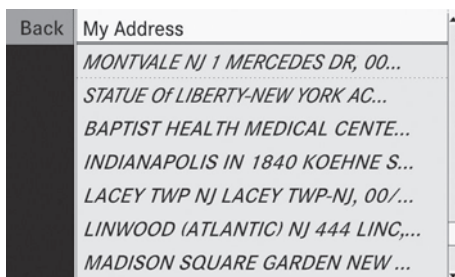 Back
My Address
MONTVALE NJ 1 MERCEDES DR, 00...
STATUE Of LIBERTY-NEW YORK AC...
BAPTIST HEALTH MEDICAL CENTE...
INDIANAPOLIS IN 1840 KOEHNE S...
LACEY TWP NJ LACEY TWP-NJ, 00/...
LINWOOD (ATLANTIC) NJ 444 LINC,...
MADISON SQUARE GARDEN NEW ...